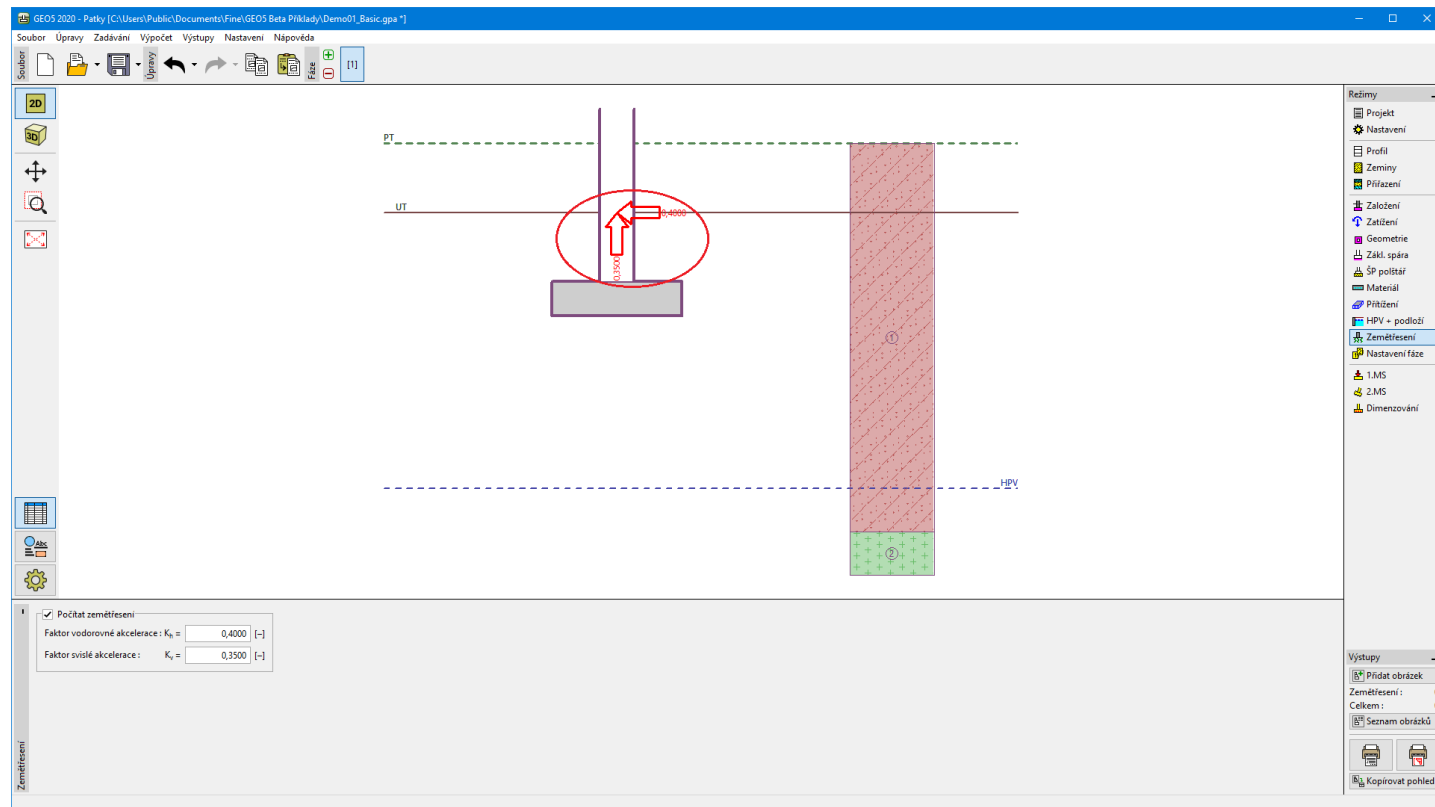 GEO5 2020 - Patky [C:\Users\Public\Documents\Fine\GEO5 Beta Příklady\Demo01_Basic.gpa *]
Soubor Úpravy Zadávání Výpočet Výstupy Nastavení Nápověda
Soubor
Úpravy
Fáze
[1]
2D
3D
Abc
PT
UT
0,4000
0,3500
1
HPV
2
Režimy
Projekt
Nastavení
Profil
Zeminy
Přiřazení
Založení
Zatížení
Geometrie
Zákl. spára
ŠP polštář
Materiál
Přitížení
HPV + podloží
Zemětřesení
Nastavení fáze
1.MS
2.MS
Dimenzování
Zemětřesení
Počítat zemětřesení
Faktor vodorovné akcelerace : Kh = 0,4000 [–]
Faktor svislé akcelerace : Kv = 0,3500 [–]
Výstupy
Přidat obrázek
Zemětřesení :
Celkem :
Seznam obrázků
Kopírovat pohled